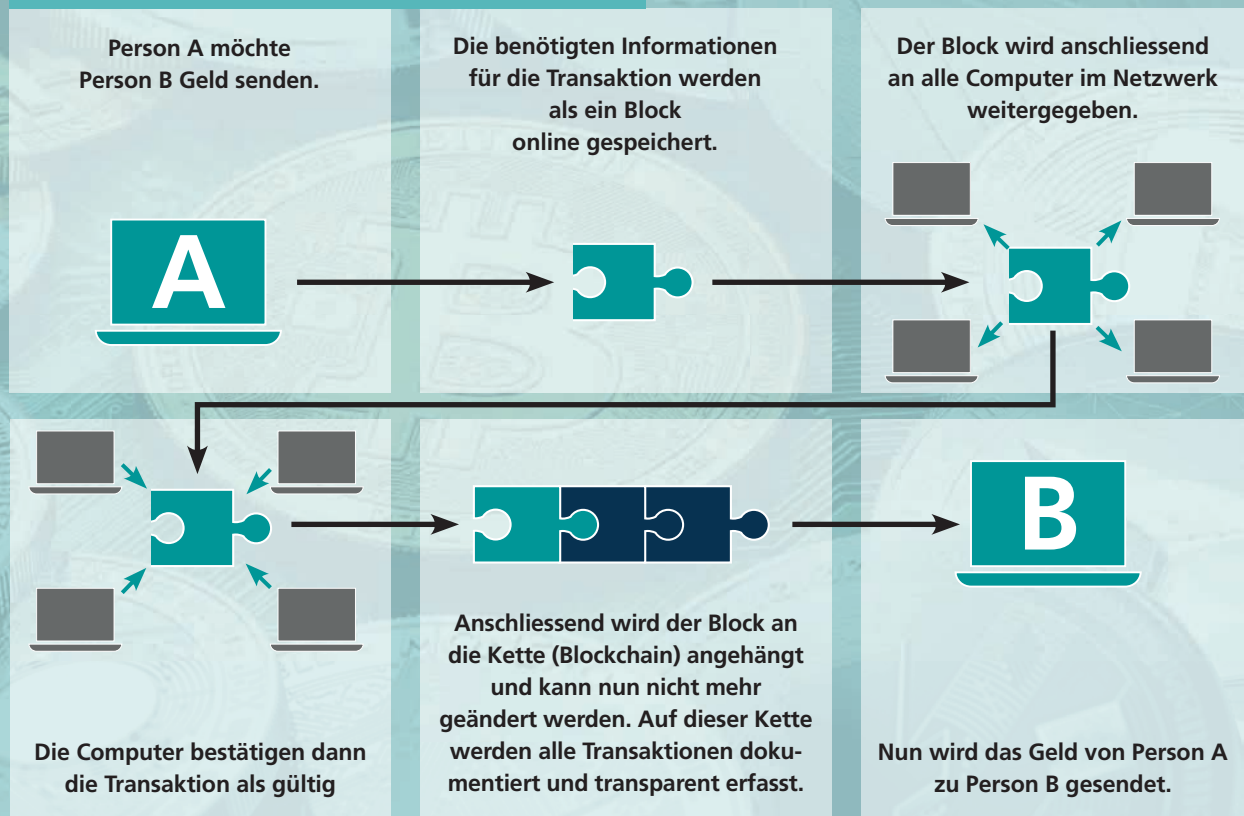 Person A möchte
Person B Geld senden.
Die benötigten Informationen
für die Transaktion werden
als ein Block
online gespeichert.
Der Block wird anschliessend
an alle Computer im Netzwerk
weitergegeben.
A
Die Computer bestätigen dann
die Transaktion als gültig
Anschliessend wird der Block an
die Kette (Blockchain) angehängt
und kann nun nicht mehr
geändert werden. Auf dieser Kette
werden alle Transaktionen doku-
mentiert und transparent erfasst.
B
Nun wird das Geld von Person A
zu Person B gesendet.